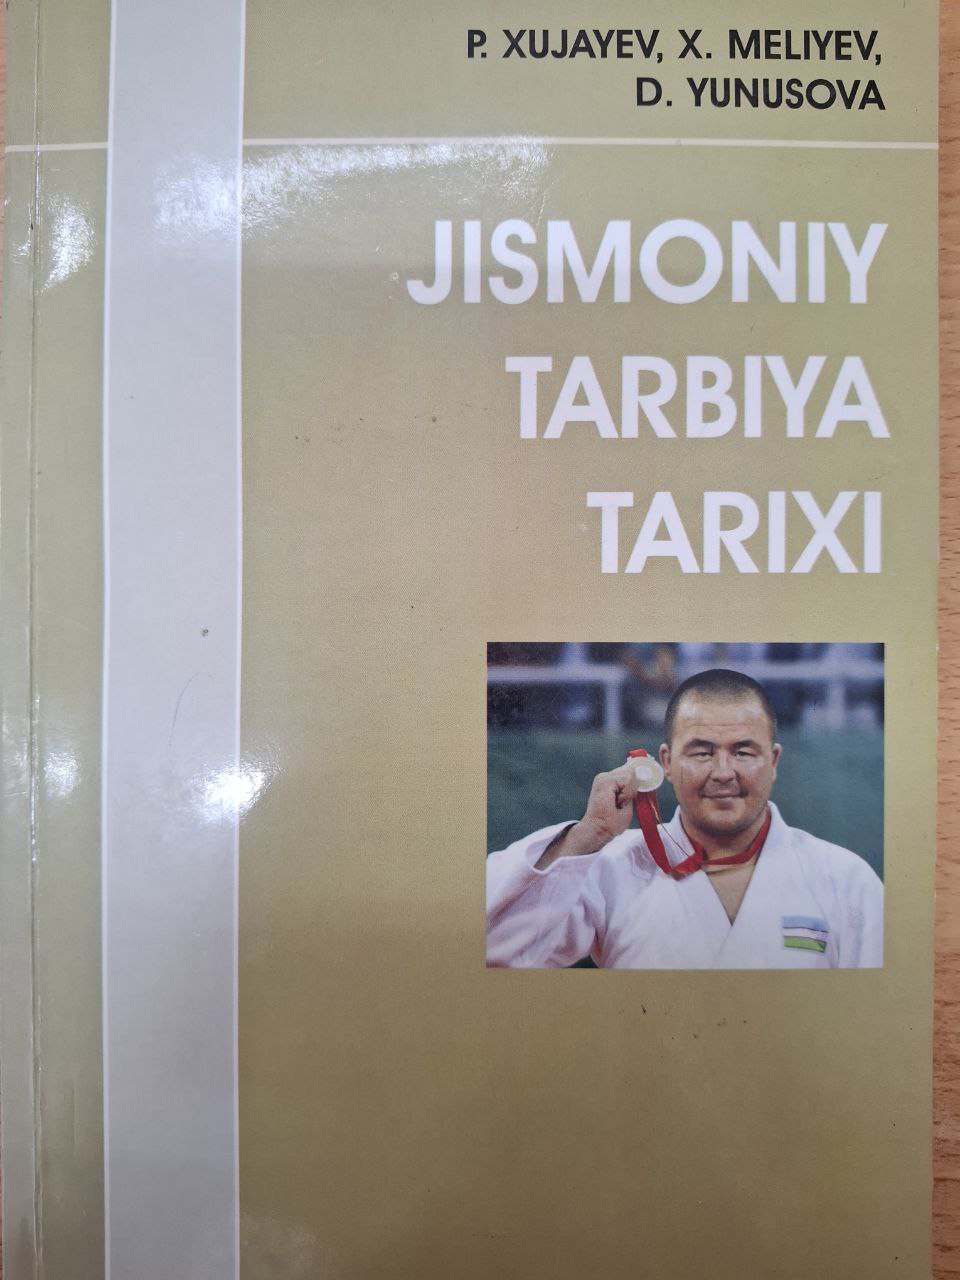 P. XUJAYEV, X. MELIYEV,
D. YUNUSOVA
JISMONIY
TARBIYA
TARIXI